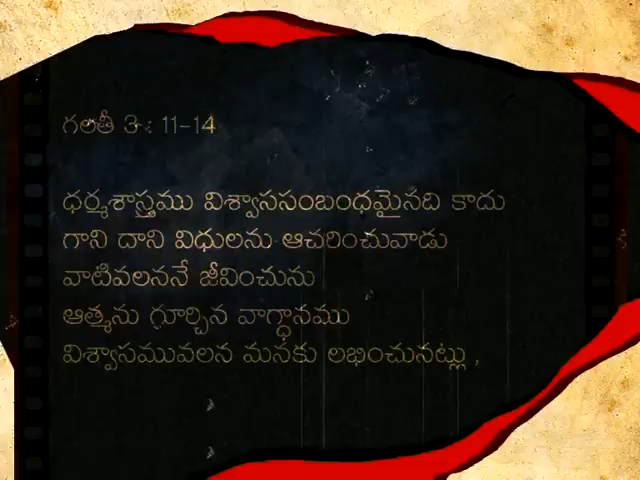 గలతీ 3 : 11-14
ధర్మశాస్త్రము విశ్వాససంబంధమైనది కాదు
గాని దాని విధులను ఆచరించువాడు
వాటివలననే జీవించును
ఆత్మను గ్రూర్చిన వాగ్ధానము
విశ్వాసమువలన మనకు లభించునట్లు ,